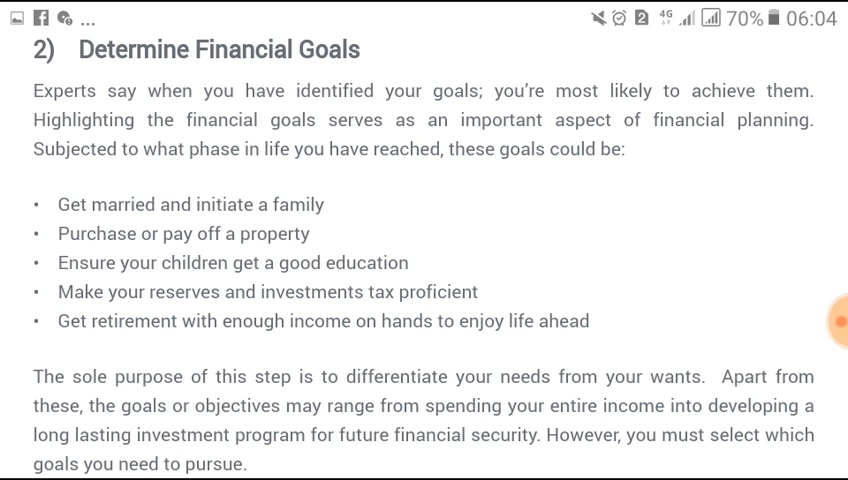 ... 2 4G 70% 06:04
2) Determine Financial Goals
Experts say when you have identified your goals; you’re most likely to achieve them.
Highlighting the financial goals serves as an important aspect of financial planning.
Subjected to what phase in life you have reached, these goals could be:
• Get married and initiate a family
• Purchase or pay off a property
• Ensure your children get a good education
• Make your reserves and investments tax proficient
• Get retirement with enough income on hands to enjoy life ahead
The sole purpose of this step is to differentiate your needs from your wants. Apart from
these, the goals or objectives may range from spending your entire income into developing a
long lasting investment program for future financial security. However, you must select which
goals you need to pursue.